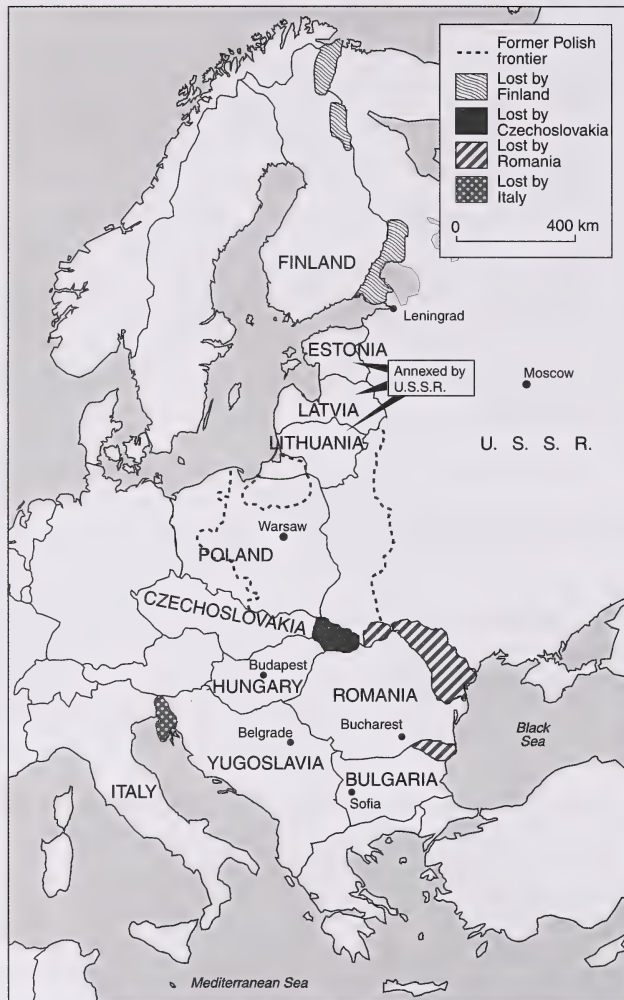 Former Polish
frontier
Lost by
Finland
Lost by
Czechoslovakia
Lost by
Romania
Lost by
Italy
0 400 km
FINLAND
Leningrad
ESTONIA
Annexed by
U.S.S.R.
Moscow
LATVIA
LITHUANIA
U. S. S. R.
Warsaw
POLAND
CZECHOSLOVAKIA
Budapest
HUNGARY
ROMANIA
Belgrade
Bucharest
Black
Sea
YUGOSLAVIA
BULGARIA
ITALY
Sofia
Mediterranean Sea